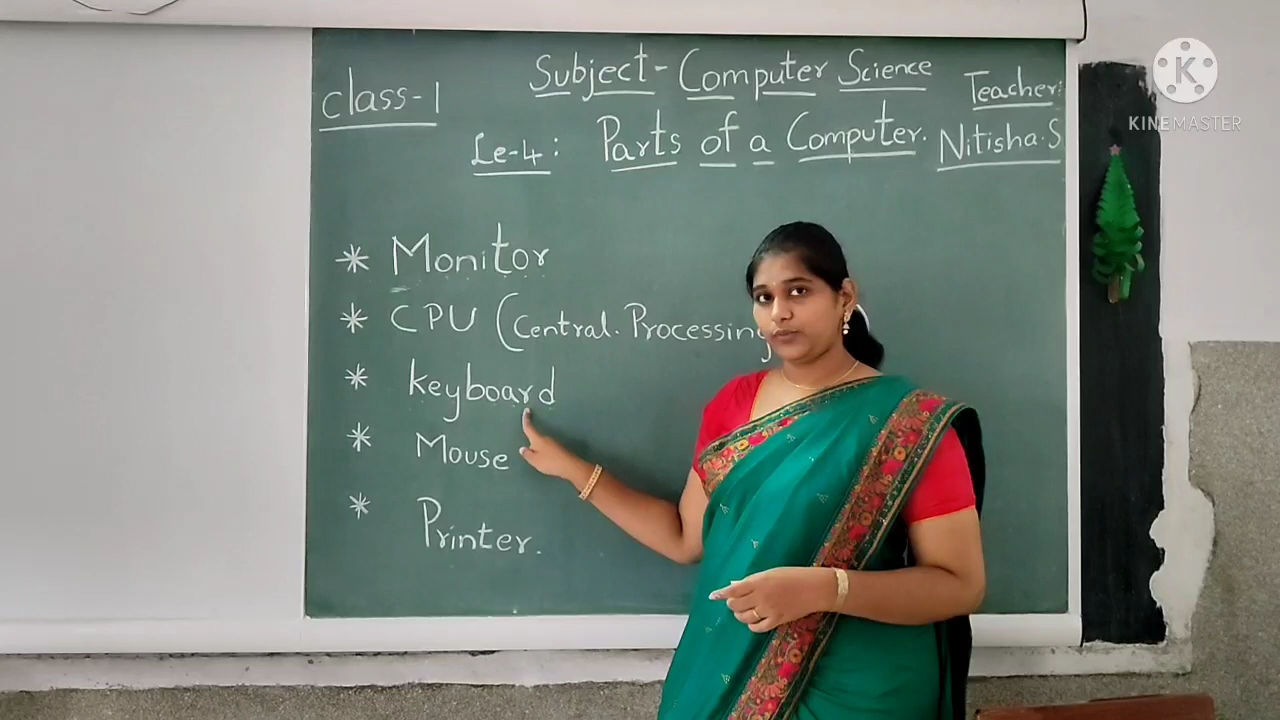 class-1
Subject-Computer Science
Teacher:
Le-4: Parts of a Computer.
Nitisha.S
* Monitor
* CPU (Central. Processing
* keyboard
* Mouse
* Printer.
K
KINEMASTER